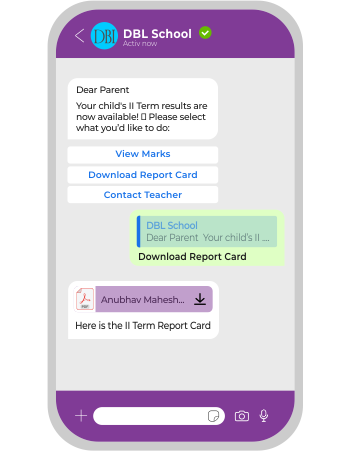 DBL
DBL School
Activ now
Dear Parent
Your child's II Term results are
now available! Please select
what you'd like to do:
View Marks
Download Report Card
Contact Teacher
DBL School
Dear Parent Your child's II ...
Download Report Card
PDF
Anubhav Mahesh...
Here is the II Term Report Card